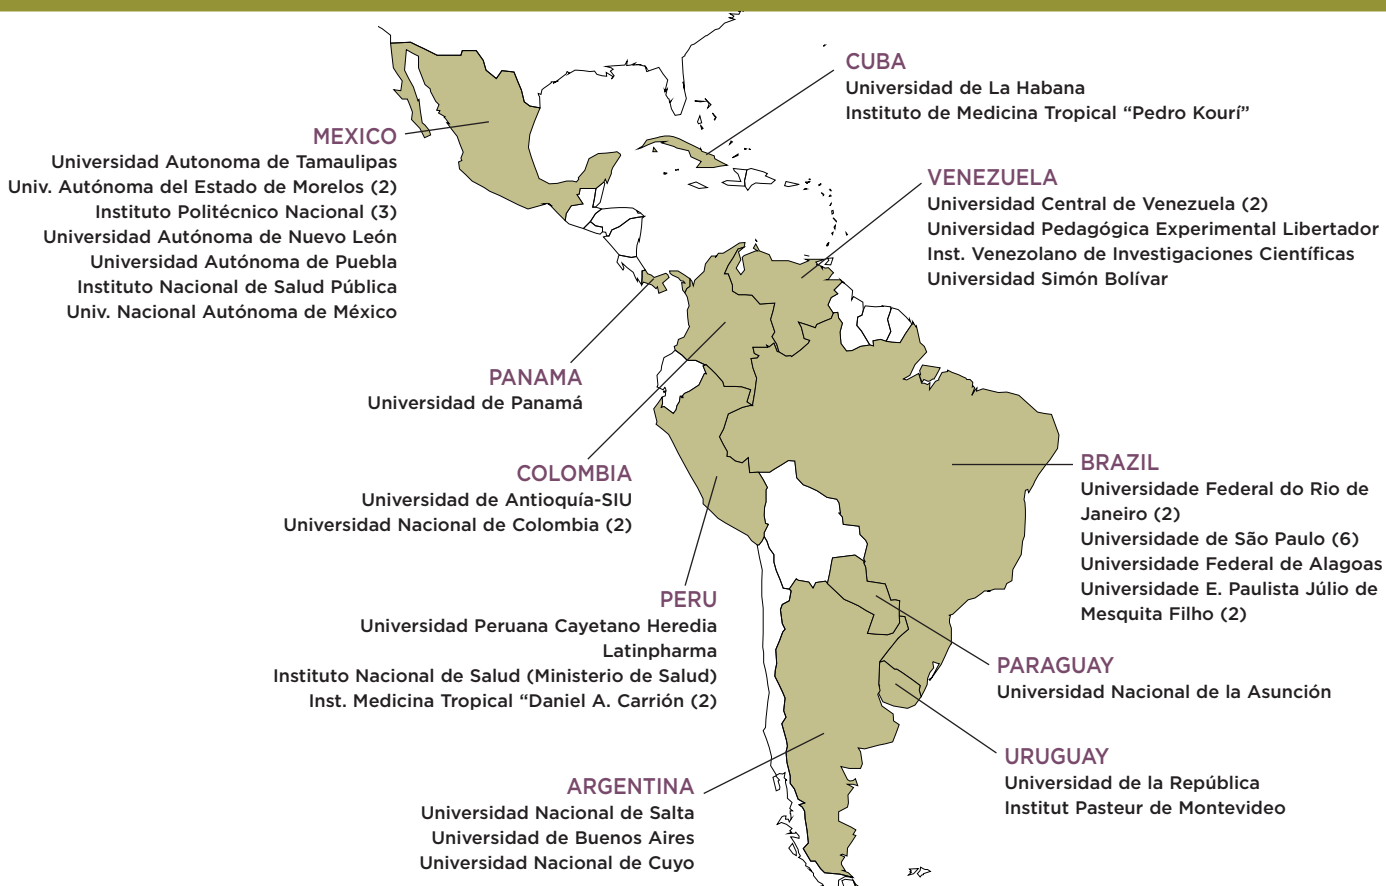 CUBA
Universidad de La Habana
Instituto de Medicina Tropical “Pedro Kourí”
MEXICO
Universidad Autonoma de Tamaulipas
Univ. Autónoma del Estado de Morelos (2)
Instituto Politécnico Nacional (3)
Universidad Autónoma de Nuevo León
Universidad Autónoma de Puebla
Instituto Nacional de Salud Pública
Univ. Nacional Autónoma de México
VENEZUELA
Universidad Central de Venezuela (2)
Universidad Pedagógica Experimental Libertador
Inst. Venezolano de Investigaciones Científicas
Universidad Simón Bolívar
PANAMA
Universidad de Panamá
COLOMBIA
Universidad de Antioquía-SIU
Universidad Nacional de Colombia (2)
BRAZIL
Universidade Federal do Rio de
Janeiro (2)
Universidade de São Paulo (6)
Universidade Federal de Alagoas
Universidade E. Paulista Júlio de
Mesquita Filho (2)
PERU
Universidad Peruana Cayetano Heredia
Latinpharma
Instituto Nacional de Salud (Ministerio de Salud)
Inst. Medicina Tropical “Daniel A. Carrión (2)
PARAGUAY
Universidad Nacional de la Asunción
URUGUAY
Universidad de la República
Institut Pasteur de Montevideo
ARGENTINA
Universidad Nacional de Salta
Universidad de Buenos Aires
Universidad Nacional de Cuyo